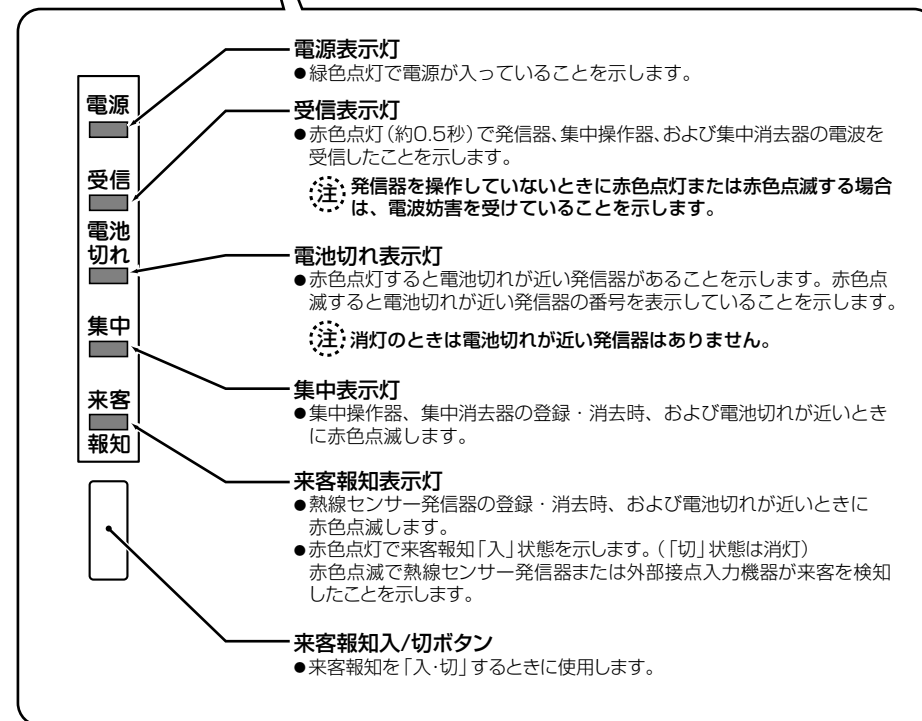 電源
受信
電池
切れ
集中
来客
報知
電源表示灯
●緑色点灯で電源が入っていることを示します。
受信表示灯
●赤色点灯(約0.5秒)で発信器、集中操作器、および集中消去器の電波を
受信したことを示します。
注 発信器を操作していないときに赤色点灯または赤色点滅する場合
は、電波妨害を受けていることを示します。
電池切れ表示灯
●赤色点灯すると電池切れが近い発信器があることを示します。赤色点
滅すると電池切れが近い発信器の番号を表示していることを示します。
注 消灯のときは電池切れが近い発信器はありません。
集中表示灯
●集中操作器、集中消去器の登録・消去時、および電池切れが近いとき
に赤色点滅します。
来客報知表示灯
●熱線センサー発信器の登録・消去時、および電池切れが近いときに
赤色点滅します。
●赤色点灯で来客報知「入」状態を示します。(「切」状態は消灯)
赤色点滅で熱線センサー発信器または外部接点入力機器が来客を検知
したことを示します。
来客報知入/切ボタン
●来客報知を「入・切」するときに使用します。